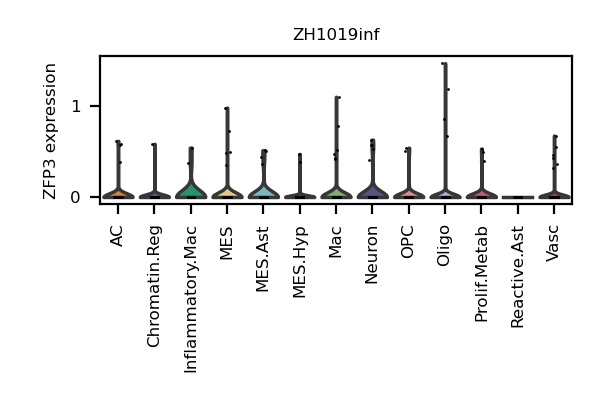 ZH1019inf
ZFP3 expression
1
0
AC
Chromatin.Reg
Inflammatory.Mac
MES
MES.Ast
MES.Hyp
Mac
Neuron
OPC
Oligo
Prolif.Metab
Reactive.Ast
Vasc